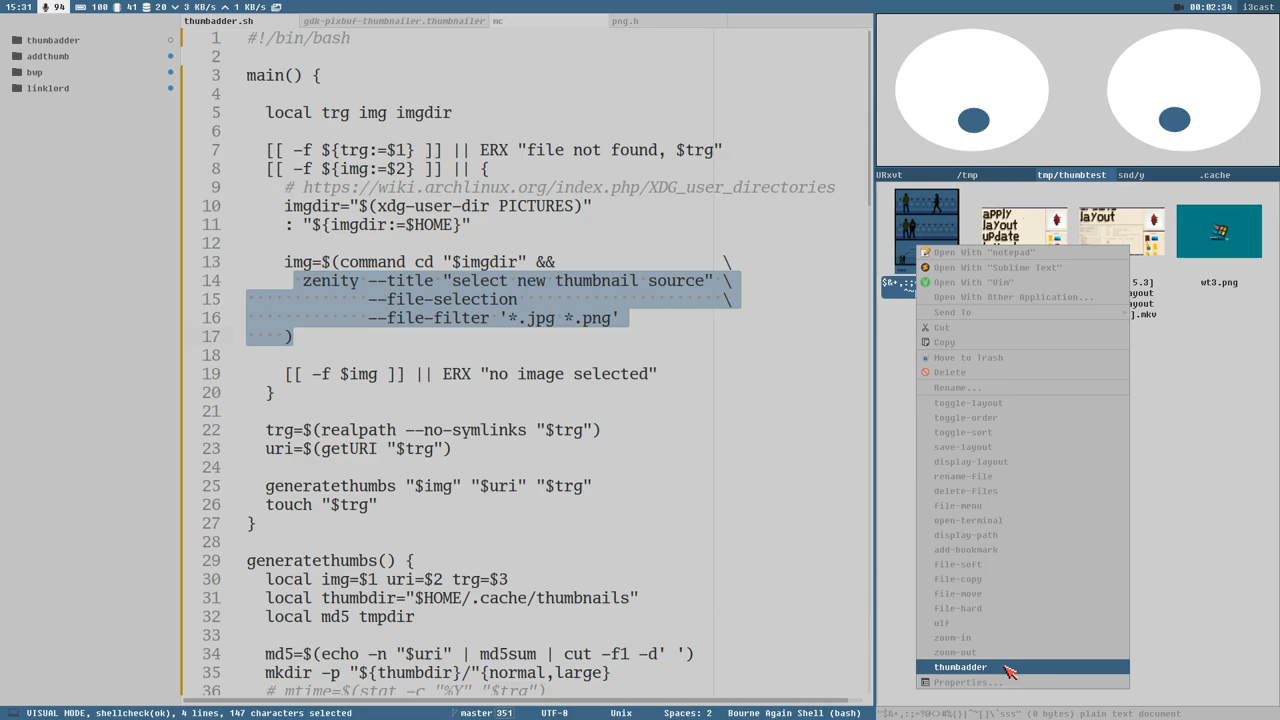 15:31 94 100 41 20 3 KB/s 1 KB/s
00:02:34 i3cast
thumbadder.sh gdk-pixbuf-thumbnailer.thumbnailer mc png.h
thumbadder
addthumb
bwp
linklord
1 #!/bin/bash
2
3 main() {
4
5 local trg img imgdir
6
7 [[ -f ${trg:=$1} ]] || ERX "file not found, $trg"
8 [[ -f ${img:=$2} ]] || {
9 # https://wiki.archlinux.org/index.php/XDG_user_directories
10 imgdir="$(xdg-user-dir PICTURES)"
11 : "${imgdir:=$HOME}"
12
13 img=$(command cd "$imgdir" && \
14 zenity --title "select new thumbnail source" \
15 --file-selection \
16 --file-filter '*.jpg *.png'
17 )
18
19 [[ -f $img ]] || ERX "no image selected"
20 }
21
22 trg=$(realpath --no-symlinks "$trg")
23 uri=$(getURI "$trg")
24
25 generatethumbs "$img" "$uri" "$trg"
26 touch "$trg"
27 }
28
29 generatethumbs() {
30 local img=$1 uri=$2 trg=$3
31 local thumbdir="$HOME/.cache/thumbnails"
32 local md5 tmpdir
33
34 md5=$(echo -n "$uri" | md5sum | cut -f1 -d' ')
35 mkdir -p "${thumbdir}/"{normal,large}
36 # mtime=$(stat -c "%Y" "$trg")
VISUAL MODE, shellcheck(ok), 4 lines, 147 characters selected master 351 UTF-8 Unix Spaces: 2 Bourne Again Shell (bash)
URxvt /tmp tmp/thumbtest snd/y .cache
apply
layout
update
layout
5.3]
yout
yout
].mkv
wt3.png
Open With "notepad"
Open With "Sublime Text"
Open With "Vim"
Open With Other Application...
Send To
Cut
Copy
Move to Trash
Delete
Rename...
toggle-layout
toggle-order
toggle-sort
save-layout
display-layout
rename-file
delete-files
file-menu
open-terminal
display-path
add-bookmark
file-soft
file-copy
file-move
file-hard
ulf
zoom-in
zoom-out
thumbadder
Properties...
(0 bytes) plain text document